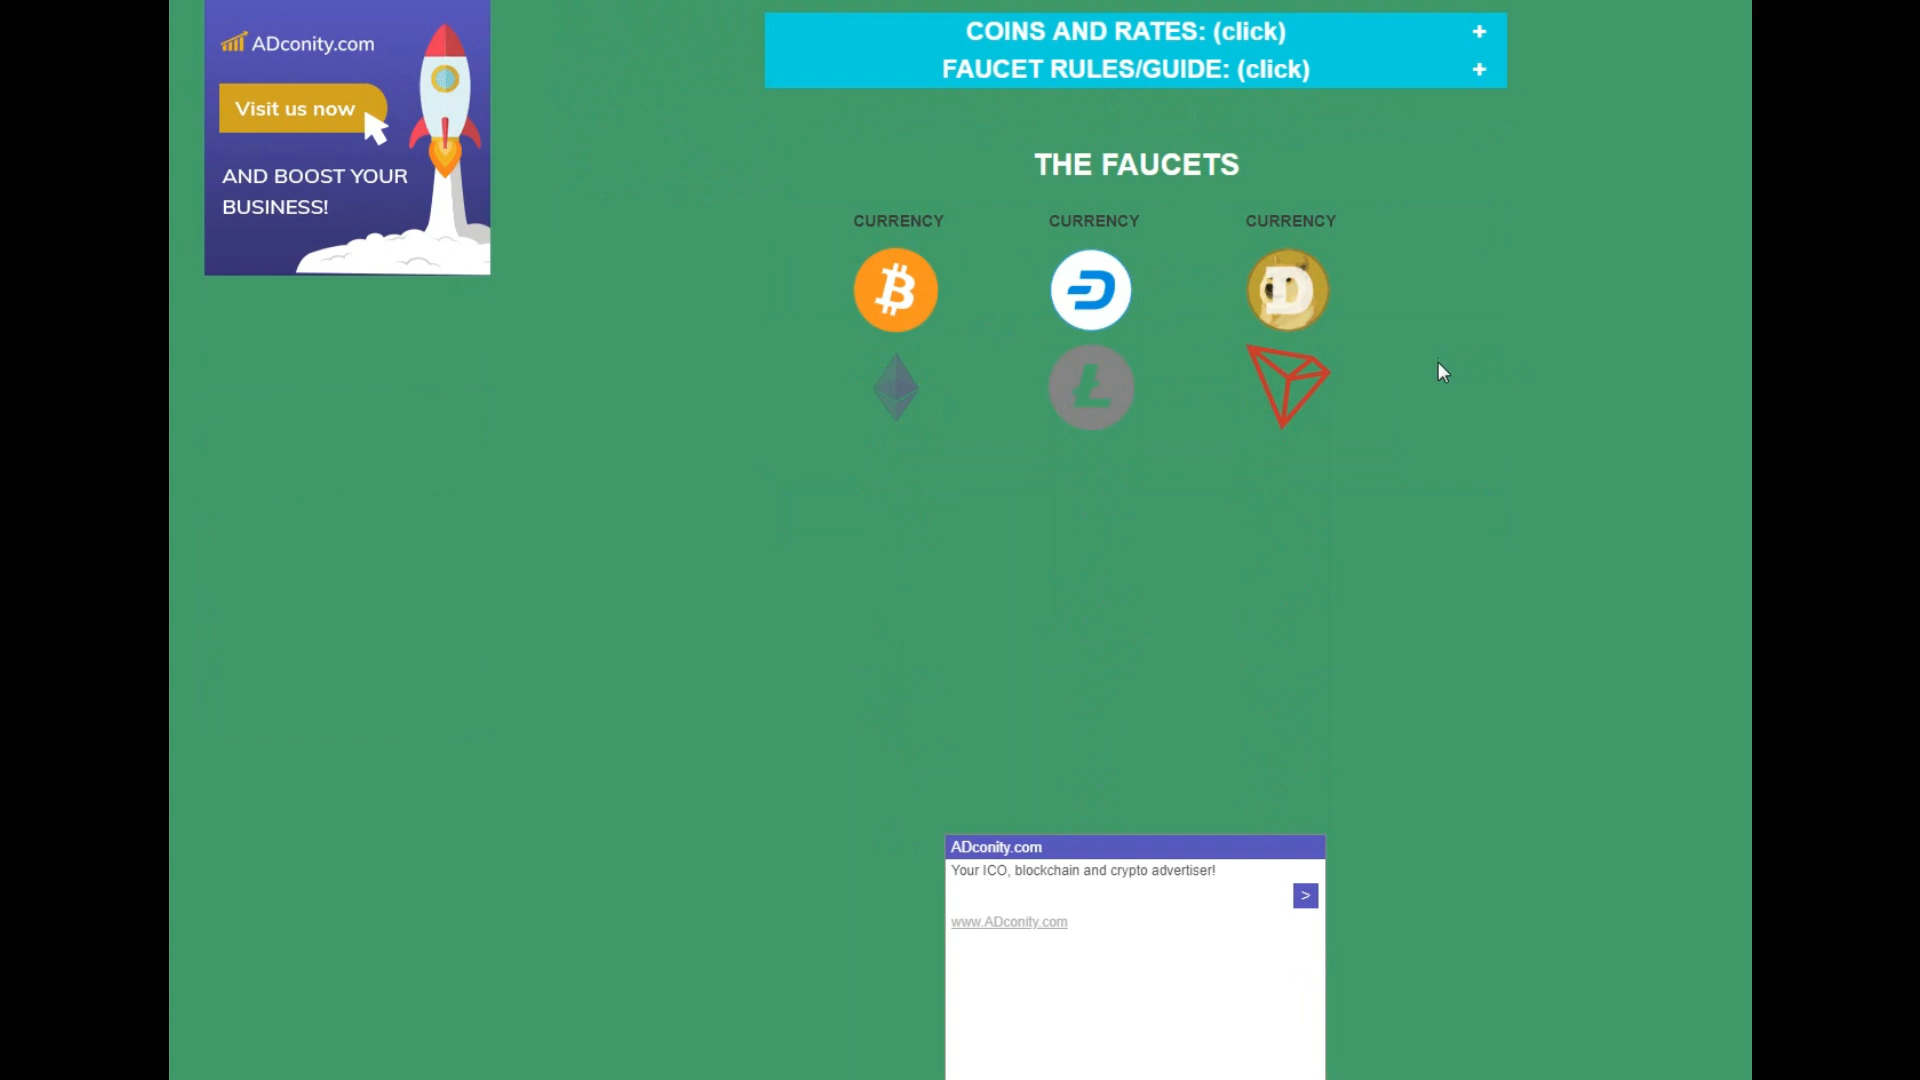 ADconity.com
Visit us now
AND BOOST YOUR
BUSINESS!
COINS AND RATES: (click) +
FAUCET RULES/GUIDE: (click) +
THE FAUCETS
CURRENCY CURRENCY CURRENCY
ADconity.com
Your ICO, blockchain and crypto advertiser!
>
www.ADconity.com